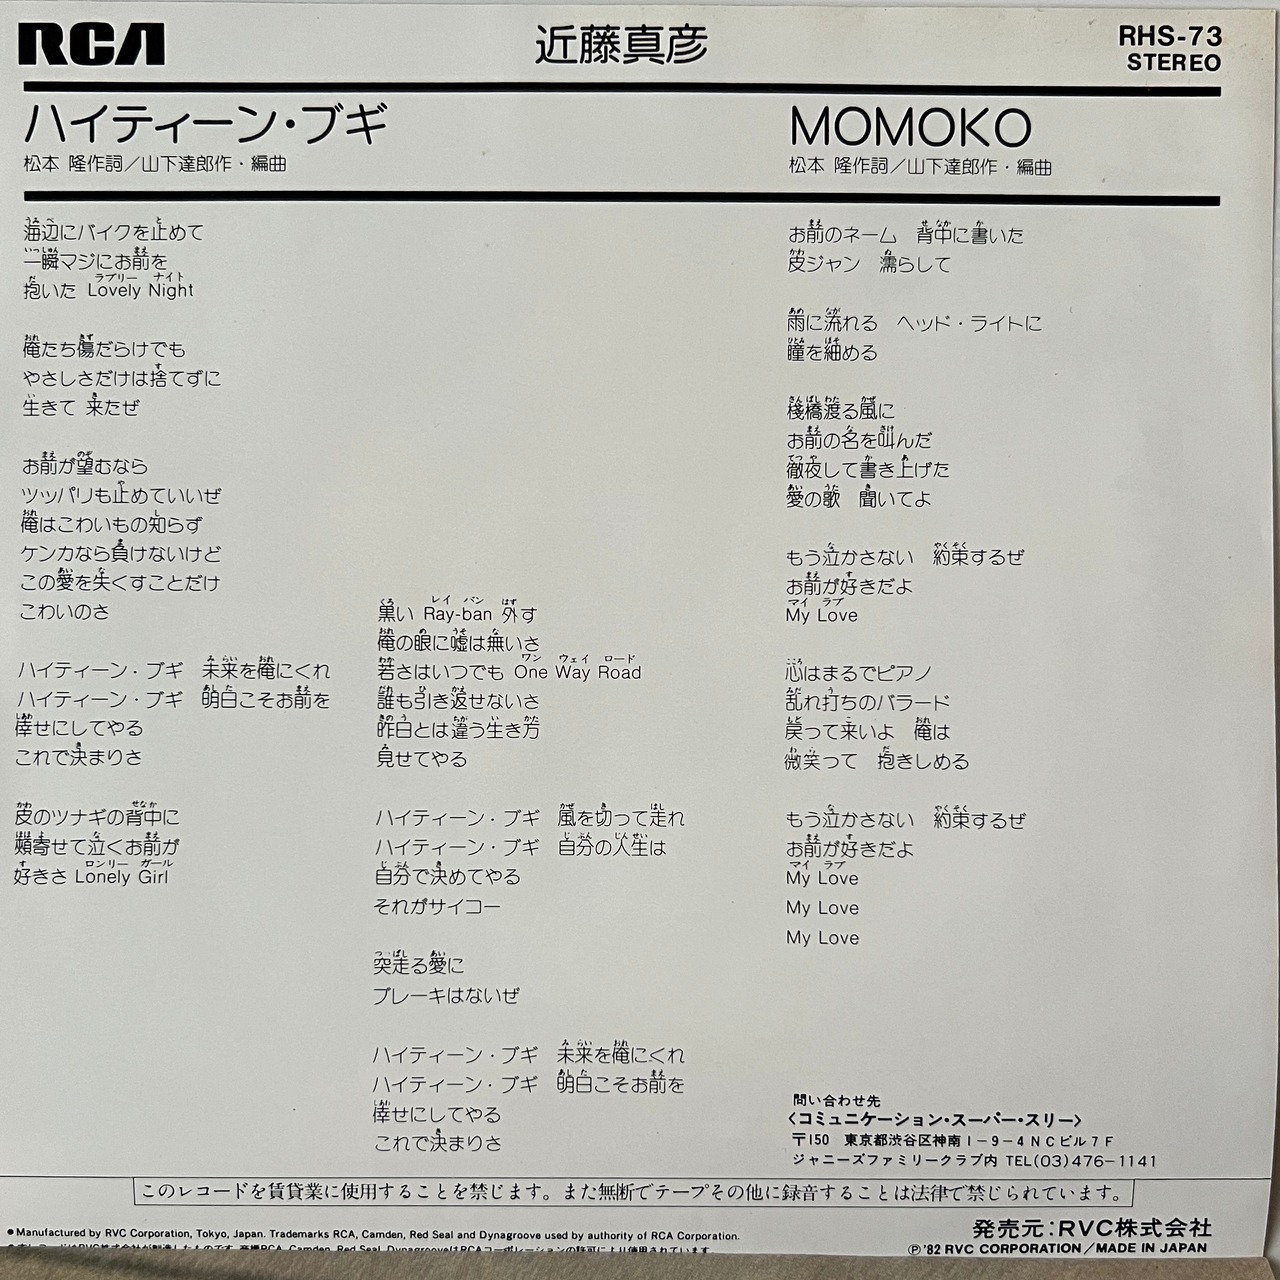 RCA
近藤真彦
RHS-73
STEREO
ハイティーン・ブギ
松本 隆作詞／山下達郎作・編曲
海辺にバイクを止めて
一瞬マジにお前を
抱いた Lovely Night
俺たち傷だらけでも
やさしさだけは捨てずに
生きて 来たぜ
お前が望むなら
ツッパリも止めていいぜ
俺はこわいもの知らず
ケンカなら負けないけど
この愛を失くすことだけ
こわいのさ
ハイティーン・ブギ 未来を俺にくれ
ハイティーン・ブギ 明日こそお前を
倖せにしてやる
これで決まりさ
皮のツナギの背中に
頬寄せて泣くお前が
好きさ Lonely Girl
黒い Ray-ban 外す
俺の眼に嘘は無いさ
若さはいつでも One Way Road
誰も引き返せないさ
昨日とは違う生き方
見せてやる
ハイティーン・ブギ 風を切って走れ
ハイティーン・ブギ 自分の人生は
自分で決めてやる
それがサイコー
突走る愛に
ブレーキはないぜ
ハイティーン・ブギ 未来を俺にくれ
ハイティーン・ブギ 明日こそお前を
倖せにしてやる
これで決まりさ
MOMOKO
松本 隆作詞／山下達郎作・編曲
お前のネーム 背中に書いた
皮ジャン 濡らして
雨に流れる ヘッド・ライトに
瞳を細める
桟橋渡る風に
お前の名を叫んだ
徹夜して書き上げた
愛の歌 聞いてよ
もう泣かさない 約束するぜ
お前が好きだよ
My Love
心はまるでピアノ
乱れ打ちのバラード
戻って来いよ 俺は
微笑って 抱きしめる
もう泣かさない 約束するぜ
お前が好きだよ
My Love
My Love
My Love
問い合わせ先
〈コミュニケーション・スーパー・スリー〉
〒150 東京都渋谷区神南1-9-4NCビル7F
ジャニーズファミリークラブ内 TEL(03)476-1141
このレコードを賃貸業に使用することを禁じます。また無断でテープその他に録音することは法律で禁じられています。
●Manufactured by RVC Corporation, Tokyo, Japan. Trademarks RCA, Camden, Red Seal and Dynagroove used by authority of RCA Corporation.
発売元:RVC株式会社
Ⓟ'82 RVC CORPORATION／MADE IN JAPAN